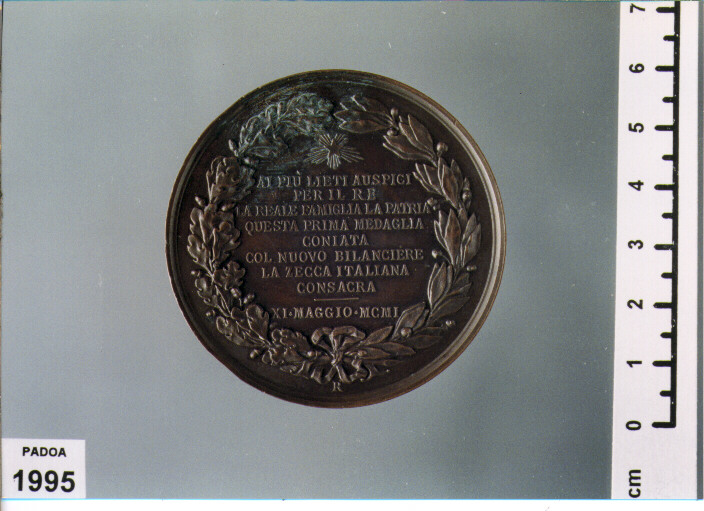 AI PIÙ LIETI AUSPICI
PER IL RE
LA REALE FAMIGLIA LA PATRIA
QUESTA PRIMA MEDAGLIA
CONIATA
COL NUOVO BILANCIERE
LA ZECCA ITALIANA
CONSACRA
XI·MAGGIO·MCMI
R
PADOA
1995
7
6
5
4
3
2
1
0
cm